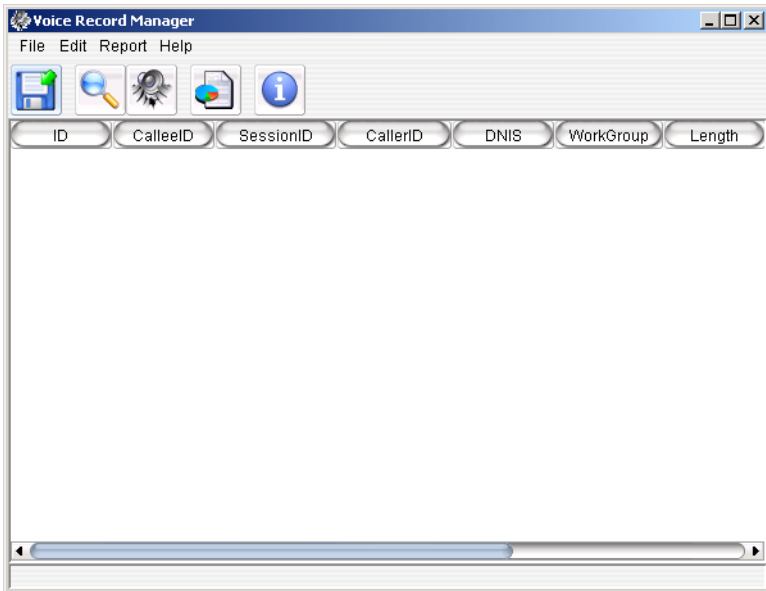 Voice Record Manager
File Edit Report Help
ID CalleeID SessionID CallerID DNIS WorkGroup Length